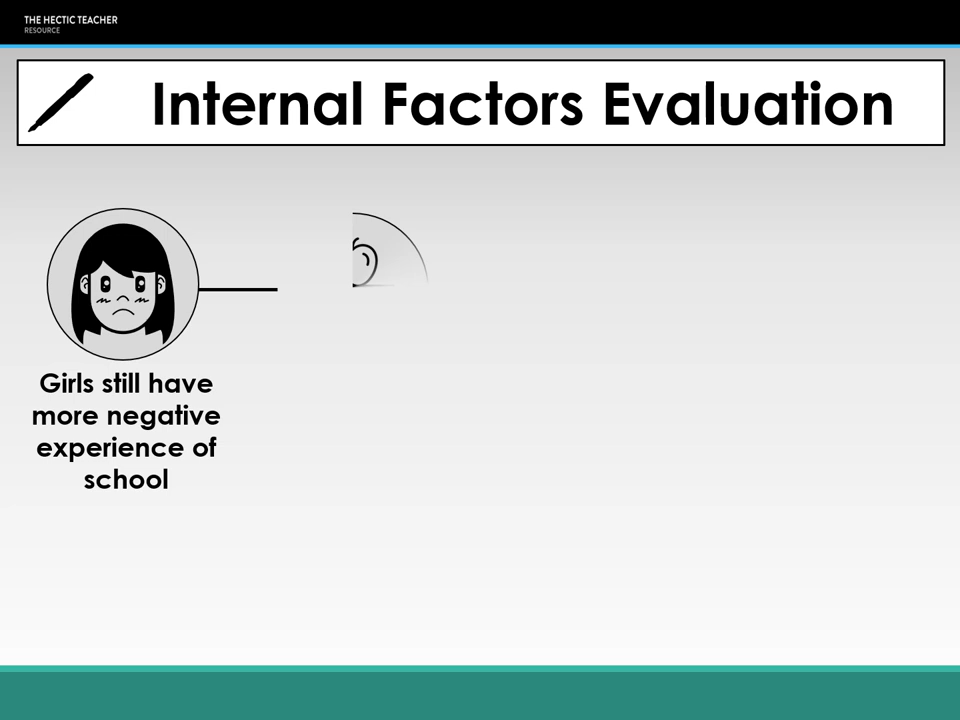 THE HECTIC TEACHER
RESOURCE
Internal Factors Evaluation
Girls still have
more negative
experience of
school